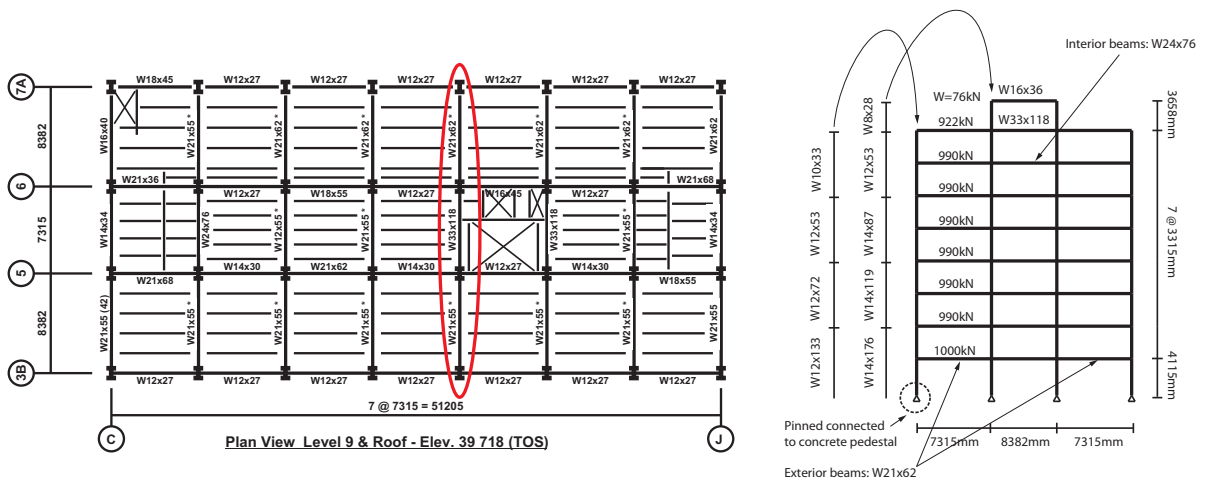 7A
W18x45 W12x27 W12x27 W12x27 W12x27 W12x27 W12x27
8382
W16x40 W21x55 * W21x62 * W21x62 * W21x62 * W21x62 * W21x62 * W21x62
6
W21x36 W12x27 W18x55 W12x27 W16x45 W12x27 W21x68
7315
W14x34 W24x76 W12x55 * W21x55 * W33x118 W33x118 W21x55 * W14x34
5
W21x68 W14x30 W21x62 W14x30 W12x27 W14x30 W18x55
8382
W21x55 (42) W21x55 * W21x55 * W21x55 * W21x55 * W21x55 * W21x55 * W21x55
3B
W12x27 W12x27 W12x27 W12x27 W12x27 W12x27 W12x27
7 @ 7315 = 51205
C
J
Plan View Level 9 & Roof - Elev. 39 718 (TOS)
Interior beams: W24x76
W=76kN
W16x36
922kN
W33x118
990kN
990kN
990kN
990kN
990kN
990kN
1000kN
W10x33
W12x53
W12x72
W12x133
W8x28
W12x53
W14x87
W14x119
W14x176
3658mm
7 @ 3315mm
4115mm
Pinned connected
to concrete pedestal
7315mm
8382mm
7315mm
Exterior beams: W21x62